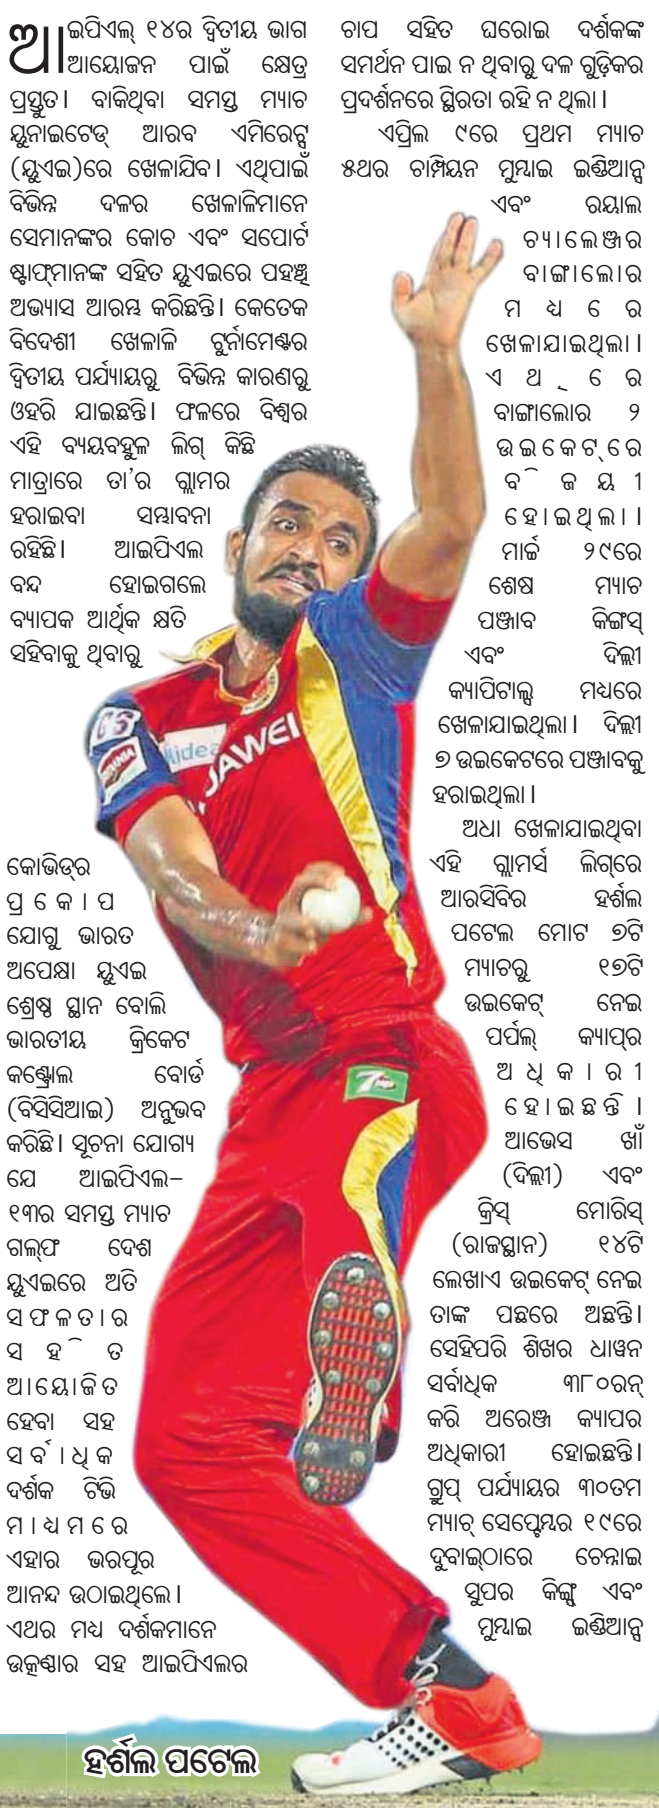 ଆଇପିଏଲ୍ ୧୪ର ଦ୍ୱିତୀୟ ଭାଗ
ଆୟୋଜନ ପାଇଁ କ୍ଷେତ୍ର
ପ୍ରସ୍ତୁତ। ବାକିଥିବା ସମସ୍ତ ମ୍ୟାଚ
ୟୁନାଇଟେଡ୍ ଆରବ ଏମିରେଟ୍ସ
(ୟୁଏଇ)ରେ ଖେଳାଯିବ। ଏଥିପାଇଁ
ବିଭିନ୍ନ ଦଳର ଖେଳାଳିମାନେ
ସେମାନଙ୍କର କୋଚ ଏବଂ ସପୋର୍ଟ
ଷ୍ଟାଫ୍‌ମାନଙ୍କ ସହିତ ୟୁଏଇରେ ପହଞ୍ଚି
ଅଭ୍ୟାସ ଆରମ୍ଭ କରିଛନ୍ତି। କେତେକ
ବିଦେଶୀ ଖେଳାଳି ଟୁର୍ନାମେଣ୍ଟର
ଦ୍ୱିତୀୟ ପର୍ଯ୍ୟାୟରୁ ବିଭିନ୍ନ କାରଣରୁ
ଓହରି ଯାଇଛନ୍ତି। ଫଳରେ ବିଶ୍ୱର
ଏହି ବ୍ୟୟବହୁଳ ଲିଗ୍ କିଛି
ମାତ୍ରାରେ ତା'ର ଗ୍ଲାମର
ହରାଇବା ସମ୍ଭାବନା
ରହିଛି। ଆଇପିଏଲ
ବନ୍ଦ ହୋଇଗଲେ
ବ୍ୟାପକ ଆର୍ଥିକ କ୍ଷତି
ସହିବାକୁ ଥିବାରୁ
କୋଭିଡ୍‌ର
ପ୍ରକୋପ
ଯୋଗୁ ଭାରତ
ଅପେକ୍ଷା ୟୁଏଇ
ଶ୍ରେଷ୍ଠ ସ୍ଥାନ ବୋଲି
ଭାରତୀୟ କ୍ରିକେଟ
କଣ୍ଟ୍ରୋଲ ବୋର୍ଡ
(ବିସିସିଆଇ) ଅନୁଭବ
କରିଛି। ସୂଚନା ଯୋଗ୍ୟ
ଯେ ଆଇପିଏଲ-
୧୩ର ସମସ୍ତ ମ୍ୟାଚ
ଗଲ୍‌ଫ ଦେଶ
ୟୁଏଇରେ ଅତି
ସଫଳତାର
ସହିତ
ଆୟୋଜିତ
ହେବା ସହ
ସର୍ବାଧିକ
ଦର୍ଶକ ଟିଭି
ମାଧ୍ୟମରେ
ଏହାର ଭରପୂର
ଆନନ୍ଦ ଉଠାଇଥିଲେ।
ଏଥର ମଧ୍ୟ ଦର୍ଶକମାନେ
ଉତ୍କଣ୍ଠାର ସହ ଆଇପିଏଲର
ଚାପ ସହିତ ଘରୋଇ ଦର୍ଶକଙ୍କ
ସମର୍ଥନ ପାଇ ନ ଥିବାରୁ ଦଳ ଗୁଡ଼ିକର
ପ୍ରଦର୍ଶନରେ ସ୍ଥିରତା ରହି ନ ଥିଲା।
ଏପ୍ରିଲ ୯ରେ ପ୍ରଥମ ମ୍ୟାଚ
୫ଥର ଚାମ୍ପିୟନ ମୁମ୍ବାଇ ଇଣ୍ଡିଆନ୍ସ
ଏବଂ ରୟାଲ
ଚ୍ୟାଲେଞ୍ଜର
ବାଙ୍ଗାଲୋର
ମଧ୍ୟରେ
ଖେଳାଯାଇଥିଲା।
ଏଥିରେ
ବାଙ୍ଗାଲୋର ୨
ଉଇକେଟ୍‌ରେ
ବିଜୟୀ
ହୋଇଥିଲା।
ମାର୍ଚ୍ଚ ୨୯ରେ
ଶେଷ ମ୍ୟାଚ
ପଞ୍ଜାବ କିଙ୍ଗସ୍
ଏବଂ ଦିଲ୍ଲୀ
କ୍ୟାପିଟାଲ୍ସ ମଧ୍ୟରେ
ଖେଳାଯାଇଥିଲା। ଦିଲ୍ଲୀ
୭ ଉଇକେଟରେ ପଞ୍ଜାବକୁ
ହରାଇଥିଲା।
ଅଧା ଖେଳାଯାଇଥିବା
ଏହି ଗ୍ଲାମର୍ସ ଲିଗ୍‌ରେ
ଆରସିବିର ହର୍ଶଲ
ପଟେଲ ମୋଟ ୭ଟି
ମ୍ୟାଚରୁ ୧୭ଟି
ଉଇକେଟ୍ ନେଇ
ପର୍ପଲ୍ କ୍ୟାପ୍‌ର
ଅଧିକାରୀ
ହୋଇଛନ୍ତି।
ଆଭେସ ଖାଁ
(ଦିଲ୍ଲୀ) ଏବଂ
କ୍ରିସ୍ ମୋରିସ୍
(ରାଜସ୍ଥାନ) ୧୪ଟି
ଲେଖାଏ ଉଇକେଟ୍ ନେଇ
ତାଙ୍କ ପଛରେ ଅଛନ୍ତି।
ସେହିପରି ଶିଖର ଧାୱନ
ସର୍ବାଧିକ ୩୮୦ରନ୍
କରି ଅରେଞ୍ଜ କ୍ୟାପର
ଅଧିକାରୀ ହୋଇଛନ୍ତି।
ଗ୍ରୁପ୍ ପର୍ଯ୍ୟାୟର ୩୦ତମ
ମ୍ୟାଚ୍ ସେପ୍ଟେମ୍ବର ୧୯ରେ
ଦୁବାଇ୍‌ଠାରେ ଚେନ୍ନାଇ
ସୁପର କିଙ୍ଗ୍ସ ଏବଂ
ମୁମ୍ବାଇ ଇଣ୍ଡିଆନ୍ସ
Midea
JAWEI
ହର୍ଶଲ ପଟେଲ